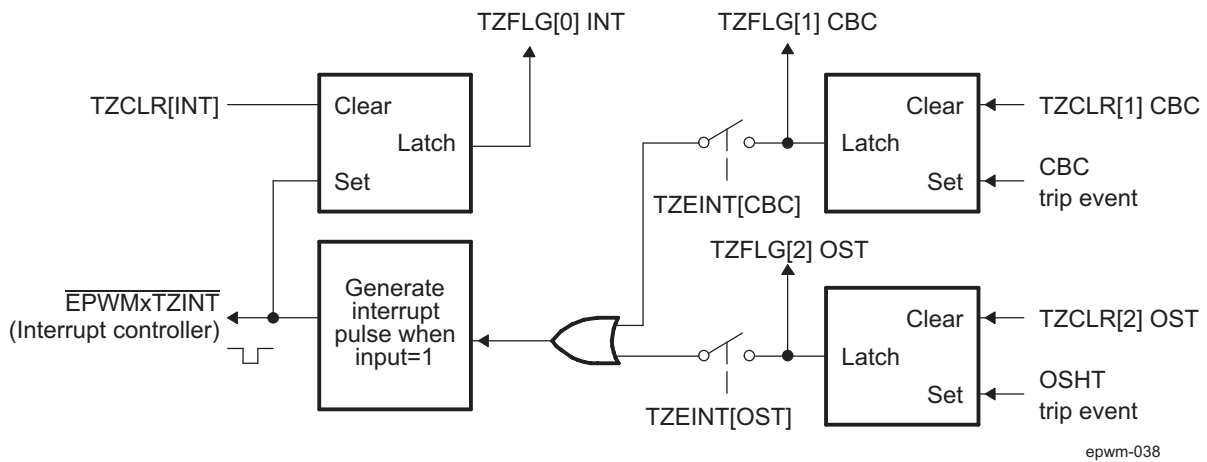 TZFLG[0] INT
TZFLG[1] CBC
TZCLR[INT]
Clear
Latch
Set
Clear
Latch
Set
TZCLR[1] CBC
CBC
trip event
TZEINT[CBC]
TZFLG[2] OST
EPWMxTZINT
(Interrupt controller)
Generate
interrupt
pulse when
input=1
Clear
Latch
Set
TZCLR[2] OST
OSHT
trip event
TZEINT[OST]
epwm-038